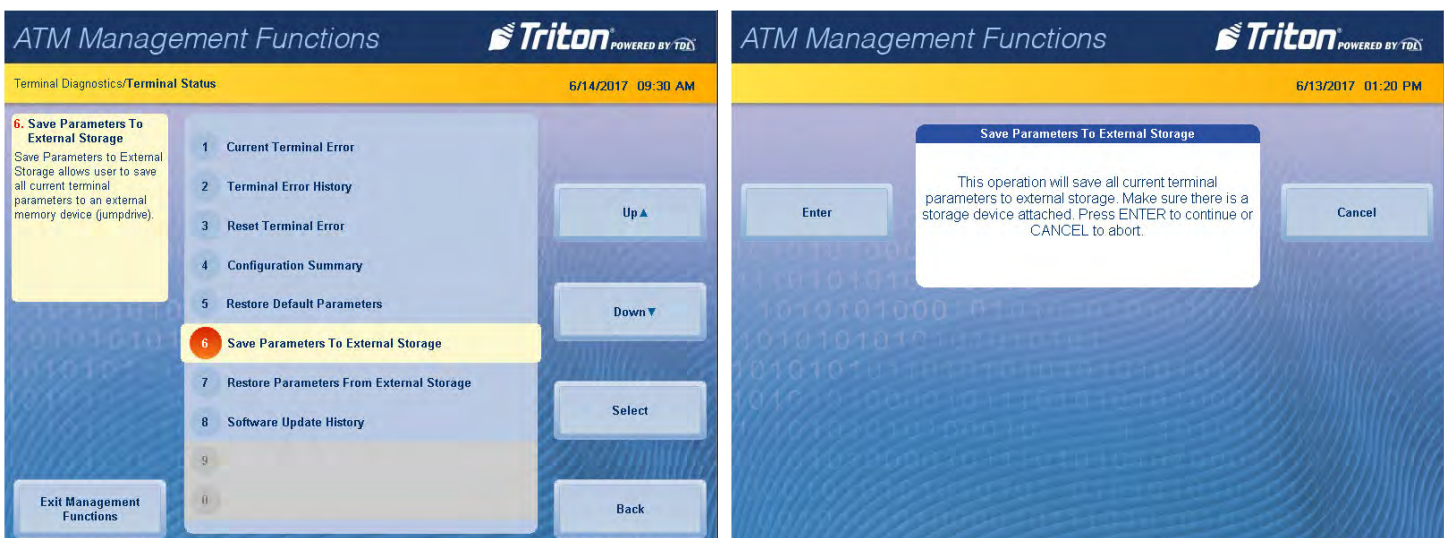 ATM Management Functions
Triton POWERED BY TDL
Terminal Diagnostics/Terminal Status
6/14/2017 09:30 AM
6. Save Parameters To
External Storage
Save Parameters to External
Storage allows user to save
all current terminal
parameters to an external
memory device (jumpdrive).
1 Current Terminal Error
2 Terminal Error History
3 Reset Terminal Error
4 Configuration Summary
5 Restore Default Parameters
6 Save Parameters To External Storage
7 Restore Parameters From External Storage
8 Software Update History
9
0
Up▲
Down▼
Select
Back
Exit Management
Functions
ATM Management Functions
Triton POWERED BY TDL
6/13/2017 01:20 PM
Save Parameters To External Storage
This operation will save all current terminal
parameters to external storage. Make sure there is a
storage device attached. Press ENTER to continue or
CANCEL to abort.
Enter
Cancel